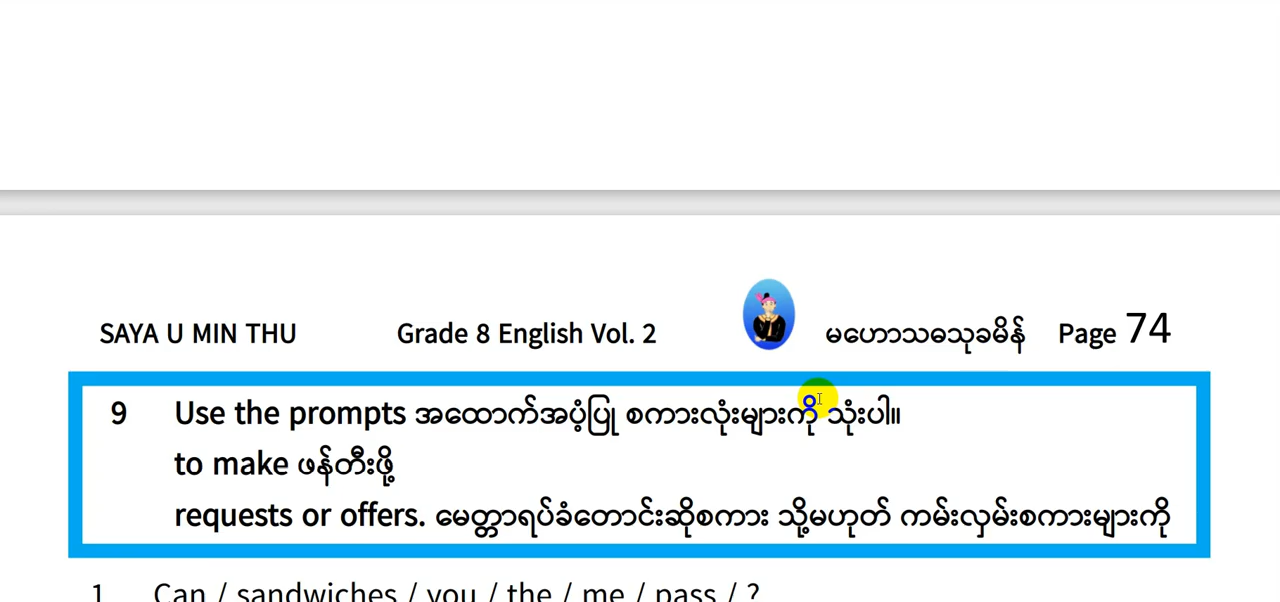 SAYA U MIN THU Grade 8 English Vol. 2 မဟောသဓသုခမိန် Page 74
9 Use the prompts အထောက်အပံ့ပြု စကားလုံးများကို သုံးပါ။
to make ဖန်တီးဖို့
requests or offers. မေတ္တာရပ်ခံတောင်းဆိုစကား သို့မဟုတ် ကမ်းလှမ်းစကားများကို
1 Can / sandwiches / you / the / me / pass / ?